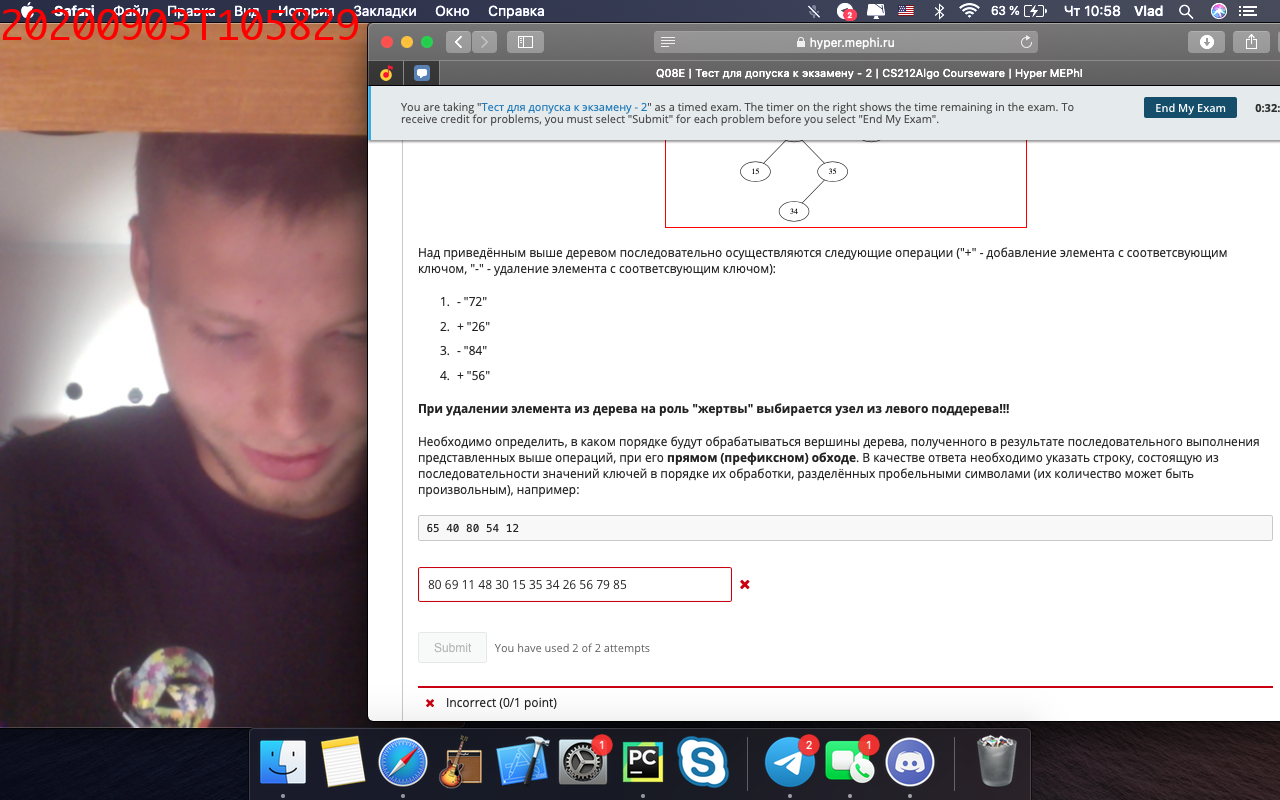 20200903T105829
Safari Файл Правка Вид История Закладки Окно Справка 2 63 % Чт 10:58 Vlad
hyper.mephi.ru
Q08E | Тест для допуска к экзамену - 2 | CS212Algo Courseware | Hyper MEPhI
You are taking "Тест для допуска к экзамену - 2" as a timed exam. The timer on the right shows the time remaining in the exam. To
receive credit for problems, you must select "Submit" for each problem before you select "End My Exam".
End My Exam
0:32:
15
35
34
Над приведённым выше деревом последовательно осуществляются следующие операции ("+" - добавление элемента с соответсвующим
ключом, "-" - удаление элемента с соответсвующим ключом):
1. - "72"
2. + "26"
3. - "84"
4. + "56"
При удалении элемента из дерева на роль "жертвы" выбирается узел из левого поддерева!!!
Необходимо определить, в каком порядке будут обрабатываться вершины дерева, полученного в результате последовательного выполнения
представленных выше операций, при его прямом (префиксном) обходе. В качестве ответа необходимо указать строку, состоящую из
последовательности значений ключей в порядке их обработки, разделённых пробельными символами (их количество может быть
произвольным), например:
65 40 80 54 12
80 69 11 48 30 15 35 34 26 56 79 85
Submit
You have used 2 of 2 attempts
Incorrect (0/1 point)
1
PC
2
1